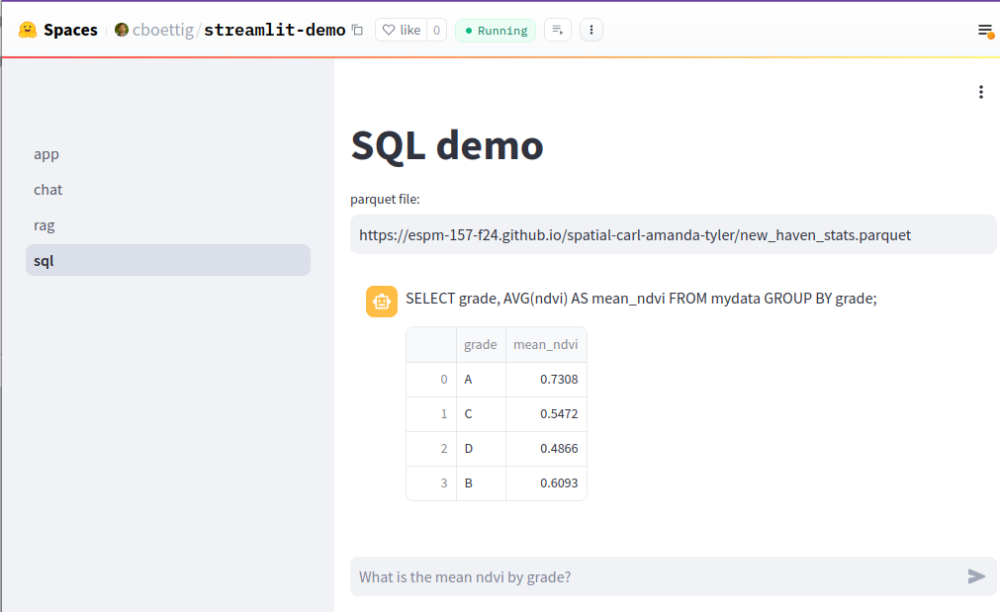 Spaces cboettig/streamlit-demo like 0 Running
app
chat
rag
sql
SQL demo
parquet file:
https://espm-157-f24.github.io/spatial-carl-amanda-tyler/new_haven_stats.parquet
SELECT grade, AVG(ndvi) AS mean_ndvi FROM mydata GROUP BY grade;
grade mean_ndvi
0 A 0.7308
1 C 0.5472
2 D 0.4866
3 B 0.6093
What is the mean ndvi by grade?